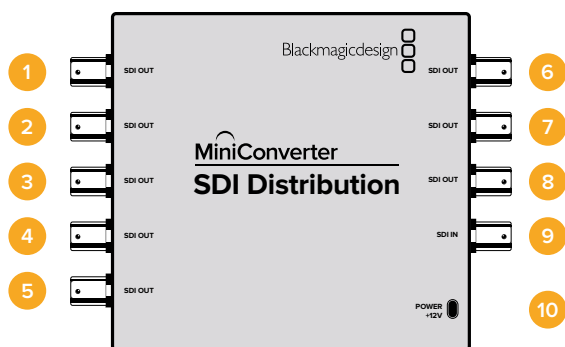 Blackmagicdesign
1
SDI OUT
SDI OUT
6
2
SDI OUT
SDI OUT
7
MiniConverter
SDI Distribution
3
SDI OUT
SDI OUT
8
4
SDI OUT
SDI IN
9
5
SDI OUT
POWER
+12V
10